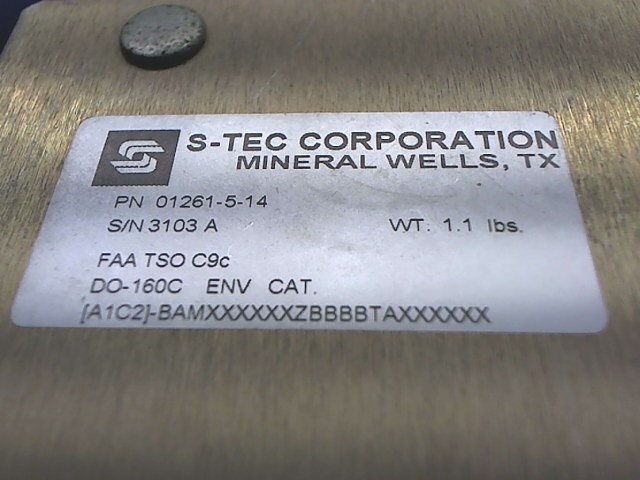 S-TEC CORPORATION
MINERAL WELLS, TX
PN 01261-5-14
S/N 3103 A WT. 1.1 lbs.
FAA TSO C9c
DO-160C ENV CAT.
[A1C2]-BAMXXXXXXZBBBBTAXXXXXX